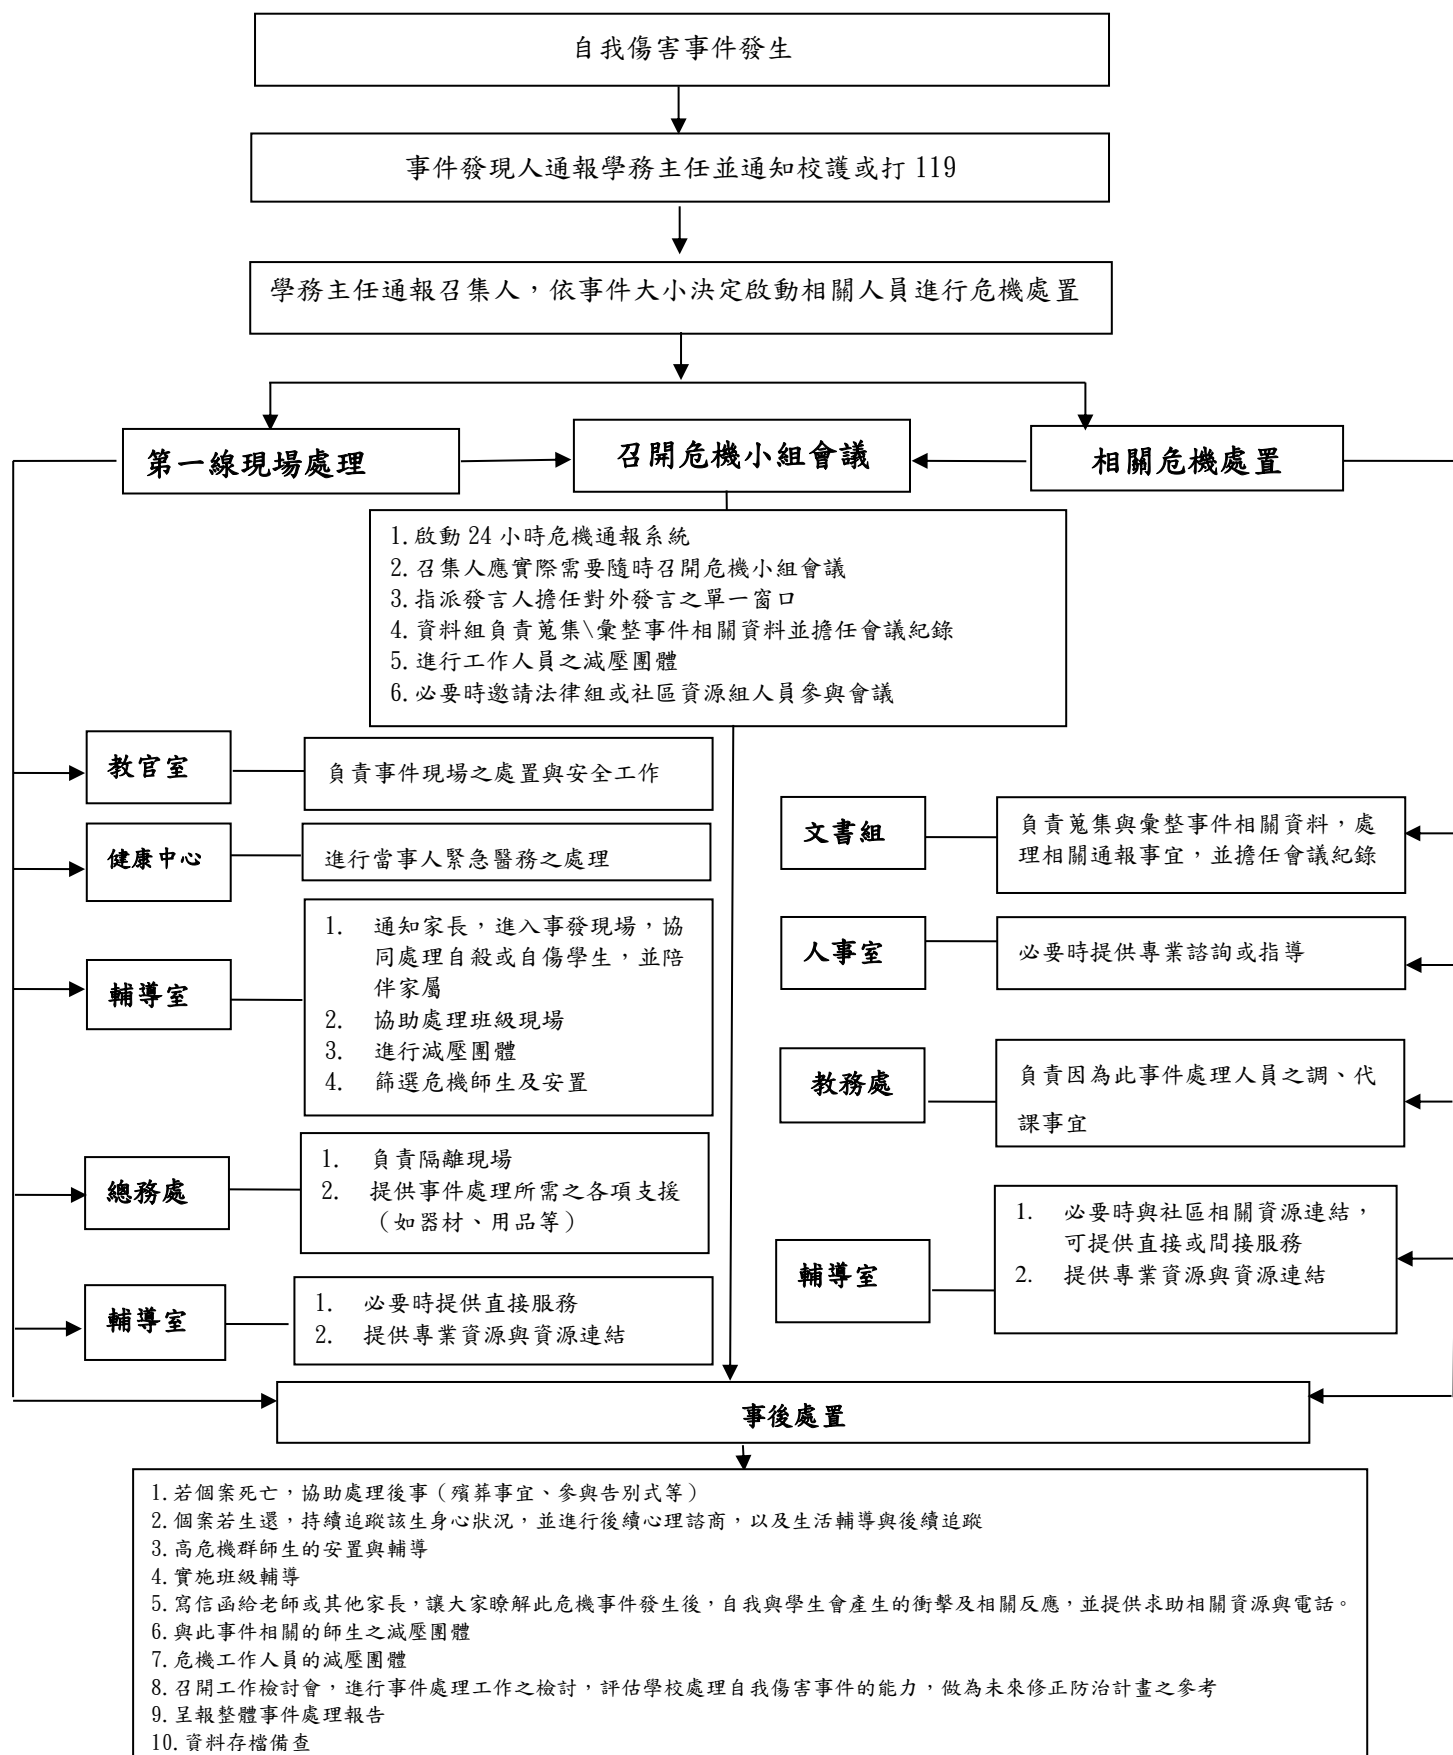 自我傷害事件發生
事件發現人通報學務主任並通知校護或打 119
學務主任通報召集人，依事件大小決定啟動相關人員進行危機處置
第一線現場處理
召開危機小組會議
相關危機處置
1.啟動 24 小時危機通報系統
2.召集人應實際需要隨時召開危機小組會議
3.指派發言人擔任對外發言之單一窗口
4.資料組負責蒐集\彙整事件相關資料並擔任會議紀錄
5.進行工作人員之減壓團體
6.必要時邀請法律組或社區資源組人員參與會議
教官室
負責事件現場之處置與安全工作
健康中心
進行當事人緊急醫務之處理
輔導室
1. 通知家長，進入事發現場，協
同處理自殺或自傷學生，並陪
伴家屬
2. 協助處理班級現場
3. 進行減壓團體
4. 篩選危機師生及安置
總務處
1. 負責隔離現場
2. 提供事件處理所需之各項支援
（如器材、用品等）
輔導室
1. 必要時提供直接服務
2. 提供專業資源與資源連結
文書組
負責蒐集與彙整事件相關資料，處
理相關通報事宜，並擔任會議紀錄
人事室
必要時提供專業諮詢或指導
教務處
負責因為此事件處理人員之調、代
課事宜
輔導室
1. 必要時與社區相關資源連結，
可提供直接或間接服務
2. 提供專業資源與資源連結
事後處置
1.若個案死亡，協助處理後事（殯葬事宜、參與告別式等）
2.個案若生還，持續追蹤該生身心狀況，並進行後續心理諮商，以及生活輔導與後續追蹤
3.高危機群師生的安置與輔導
4.實施班級輔導
5.寫信函給老師或其他家長，讓大家瞭解此危機事件發生後，自我與學生會產生的衝擊及相關反應，並提供求助相關資源與電話。
6.與此事件相關的師生之減壓團體
7.危機工作人員的減壓團體
8.召開工作檢討會，進行事件處理工作之檢討，評估學校處理自我傷害事件的能力，做為未來修正防治計畫之參考
9.呈報整體事件處理報告
10.資料存檔備查